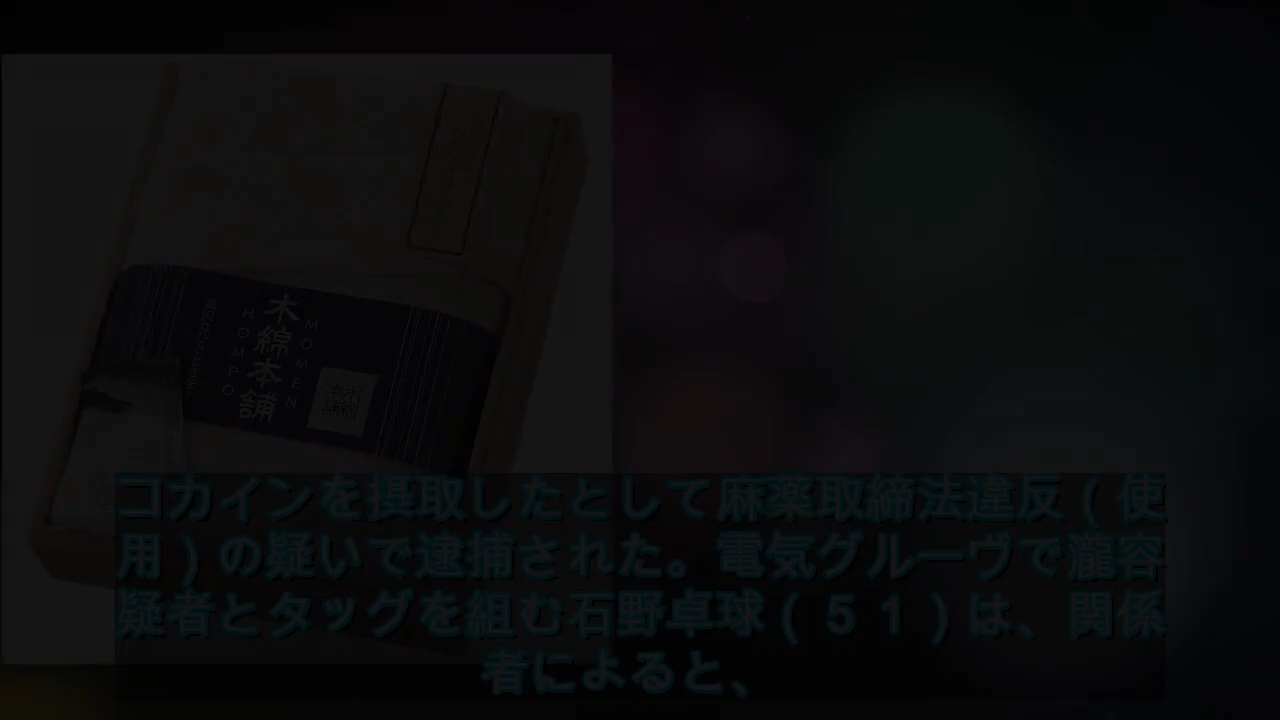 木綿本舗
MOMEN
HOMPO
コカインを摂取したとして麻薬取締法違反（使
用）の疑いで逮捕された。電気グルーヴで瀧容
疑者とタッグを組む石野卓球（５１）は、関係
者によると、